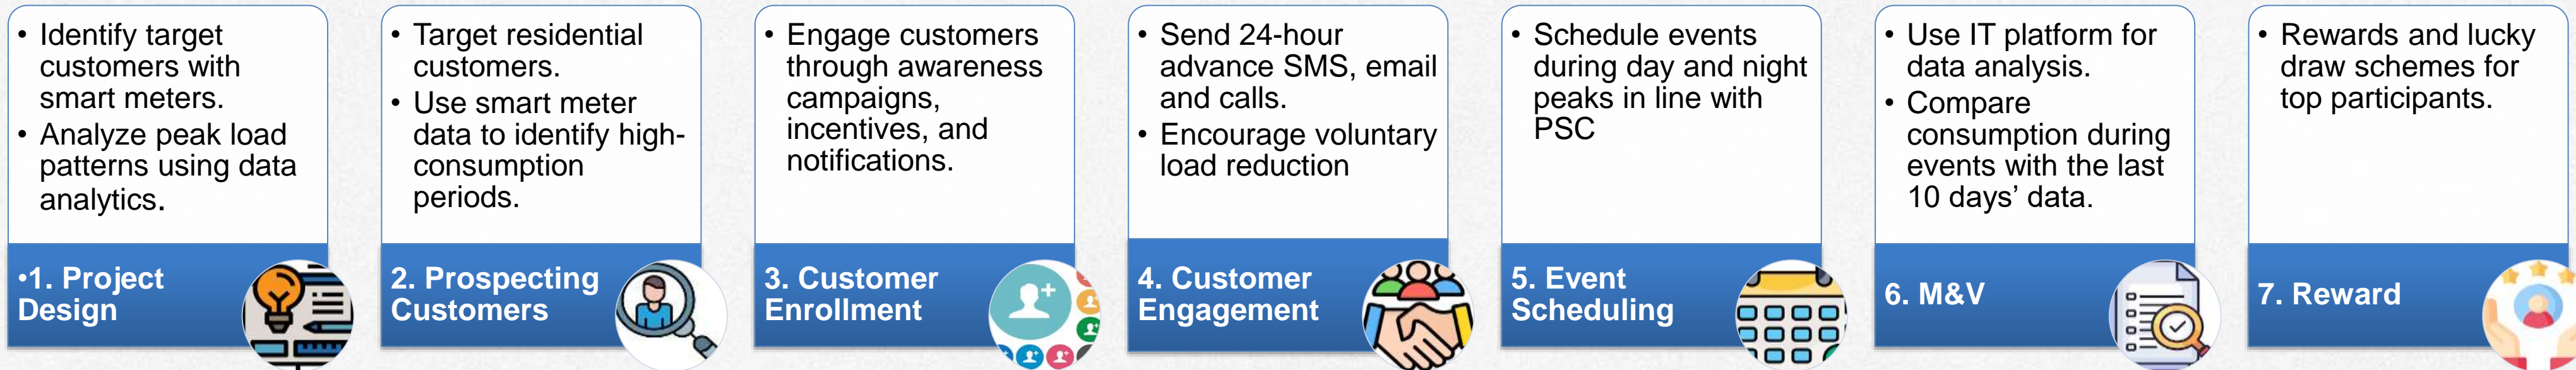 • Identify target
customers with
smart meters.
• Analyze peak load
patterns using data
analytics.
•1. Project
Design
• Target residential
customers.
• Use smart meter
data to identify high-
consumption
periods.
2. Prospecting
Customers
• Engage customers
through awareness
campaigns,
incentives, and
notifications.
3. Customer
Enrollment
• Send 24-hour
advance SMS, email
and calls.
• Encourage voluntary
load reduction
4. Customer
Engagement
• Schedule events
during day and night
peaks in line with
PSC
5. Event
Scheduling
• Use IT platform for
data analysis.
• Compare
consumption during
events with the last
10 days’ data.
6. M&V
• Rewards and lucky
draw schemes for
top participants.
7. Reward